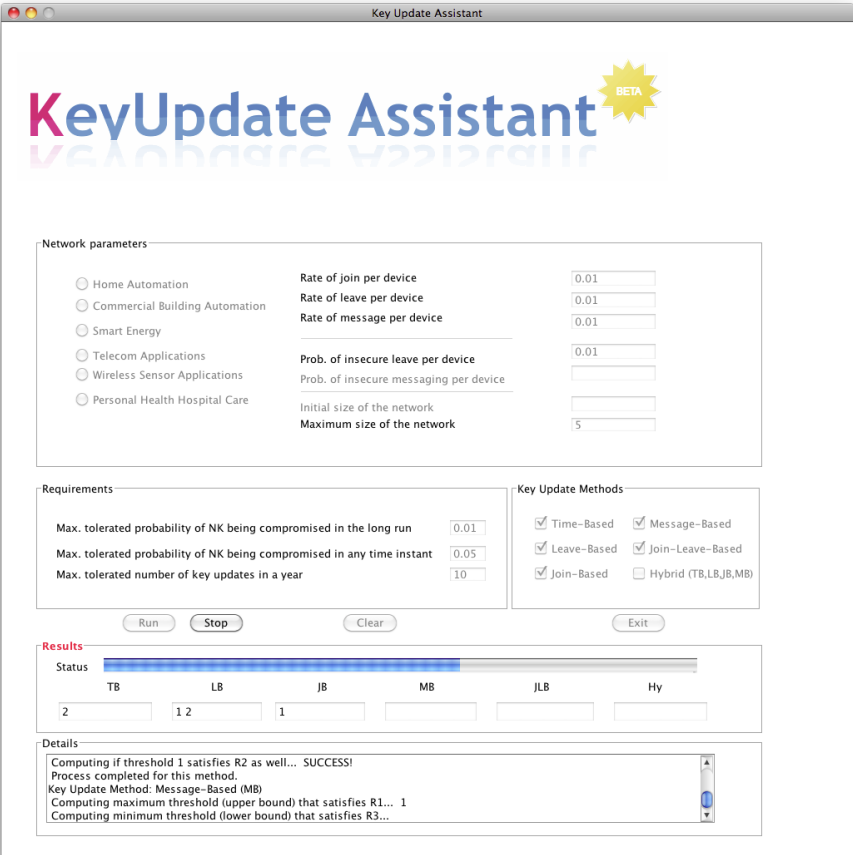 Key Update Assistant
KeyUpdate Assistant
BETA
Network parameters
Home Automation
Commercial Building Automation
Smart Energy
Telecom Applications
Wireless Sensor Applications
Personal Health Hospital Care
Rate of join per device 0.01
Rate of leave per device 0.01
Rate of message per device 0.01
Prob. of insecure leave per device 0.01
Prob. of insecure messaging per device
Initial size of the network
Maximum size of the network 5
Requirements
Max. tolerated probability of NK being compromised in the long run 0.01
Max. tolerated probability of NK being compromised in any time instant 0.05
Max. tolerated number of key updates in a year 10
Key Update Methods
Time-Based Message-Based
Leave-Based Join-Leave-Based
Join-Based Hybrid (TB,LB,JB,MB)
Run Stop Clear Exit
Results
Status
TB LB JB MB JLB Hy
2 1 2 1
Details
Computing if threshold 1 satisfies R2 as well... SUCCESS!
Process completed for this method.
Key Update Method: Message-Based (MB)
Computing maximum threshold (upper bound) that satisfies R1... 1
Computing minimum threshold (lower bound) that satisfies R3...